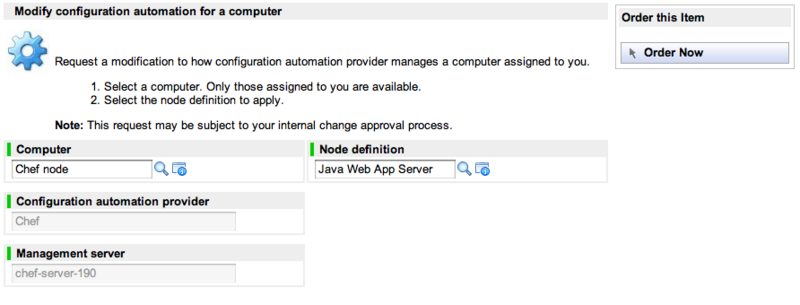 Modify configuration automation for a computer
Order this Item
Order Now
Request a modification to how configuration automation provider manages a computer assigned to you.
1. Select a computer. Only those assigned to you are available.
2. Select the node definition to apply.
Note: This request may be subject to your internal change approval process.
Computer
Node definition
Chef node
Java Web App Server
Configuration automation provider
Chef
Management server
chef-server-190